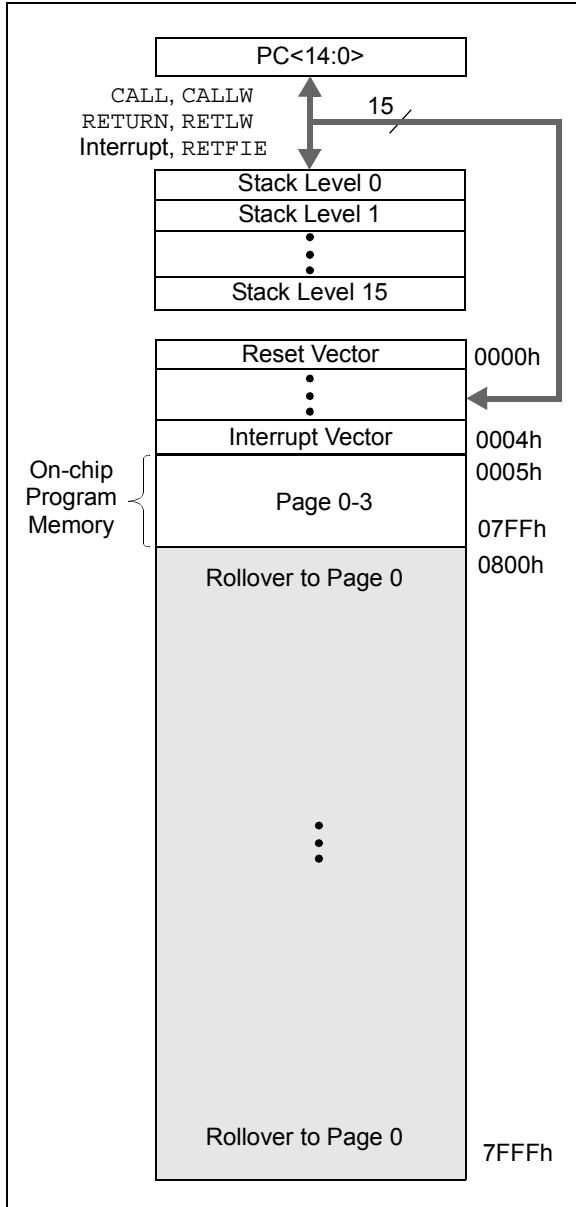 PC<14:0>
CALL, CALLW
RETURN, RETLW
Interrupt, RETFIE
15
Stack Level 0
Stack Level 1
Stack Level 15
Reset Vector
0000h
Interrupt Vector
0004h
On-chip
Program
Memory
Page 0-3
0005h
07FFh
Rollover to Page 0
0800h
Rollover to Page 0
7FFFh